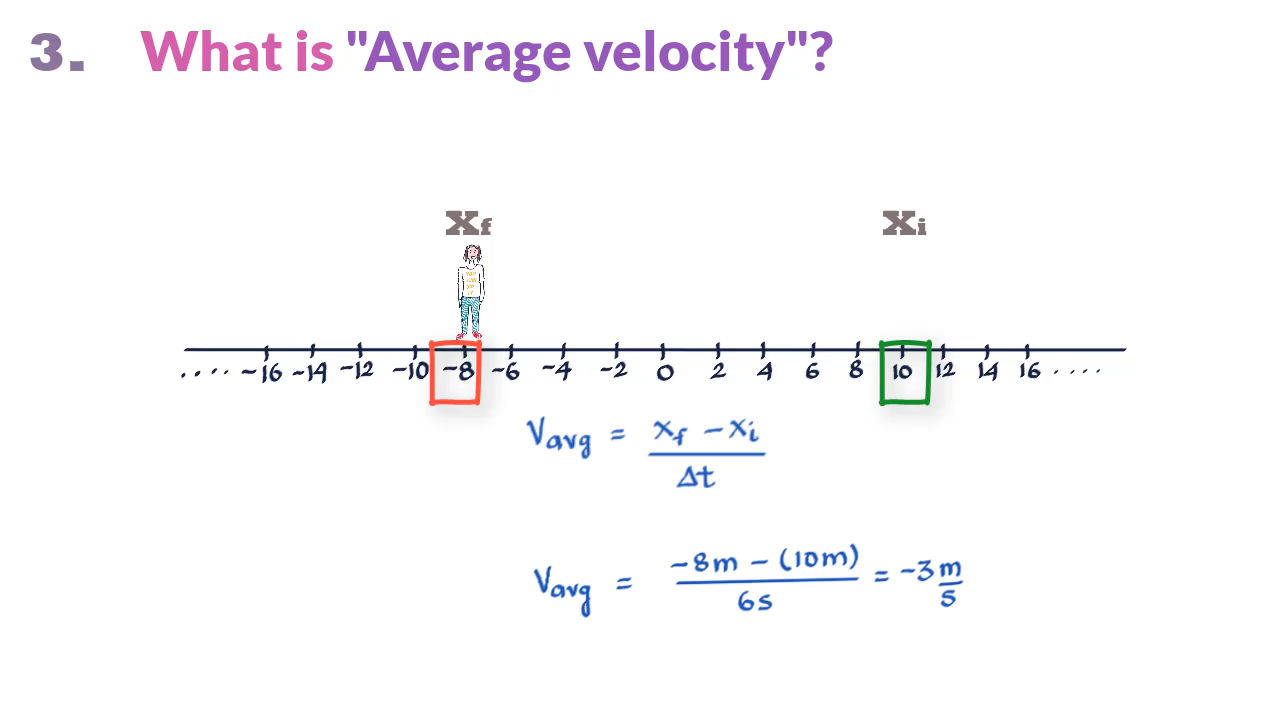 3. What is "Average velocity"?
Xf Xi
.... -16 -14 -12 -10 -8 -6 -4 -2 0 2 4 6 8 10 12 14 16 ....
Vavg = xf - xi / Δt
Vavg = -8m - (10m) / 6s = -3 m/s